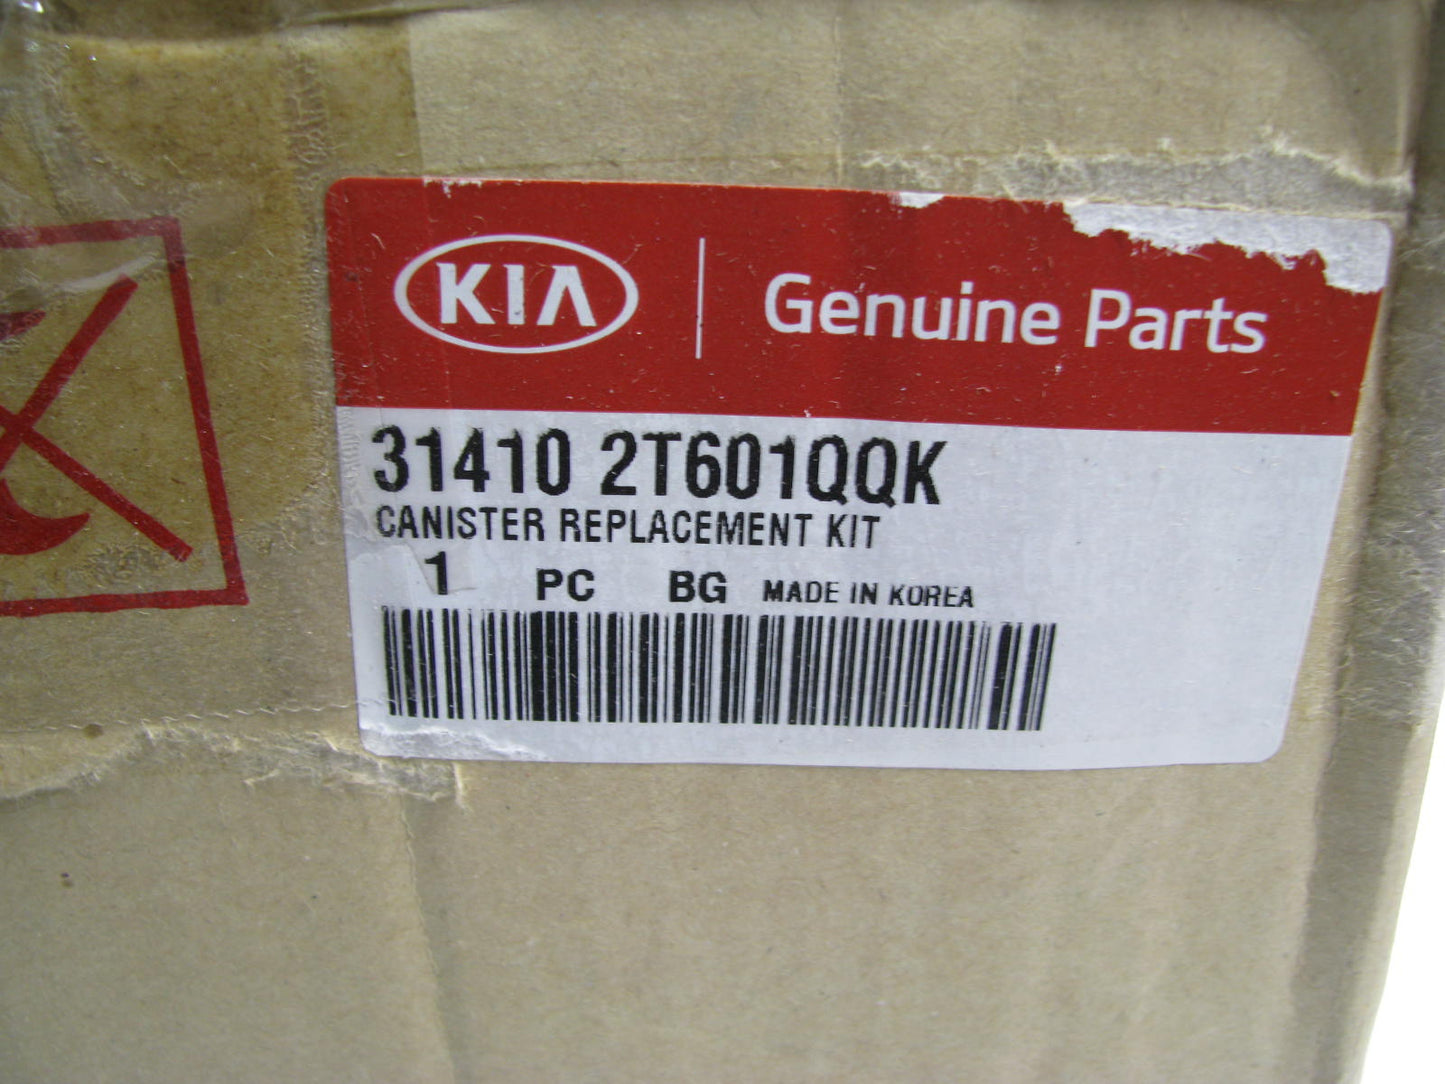 KIA Genuine Parts
31410 2T601QQK
CANISTER REPLACEMENT KIT
1 PC BG MADE IN KOREA